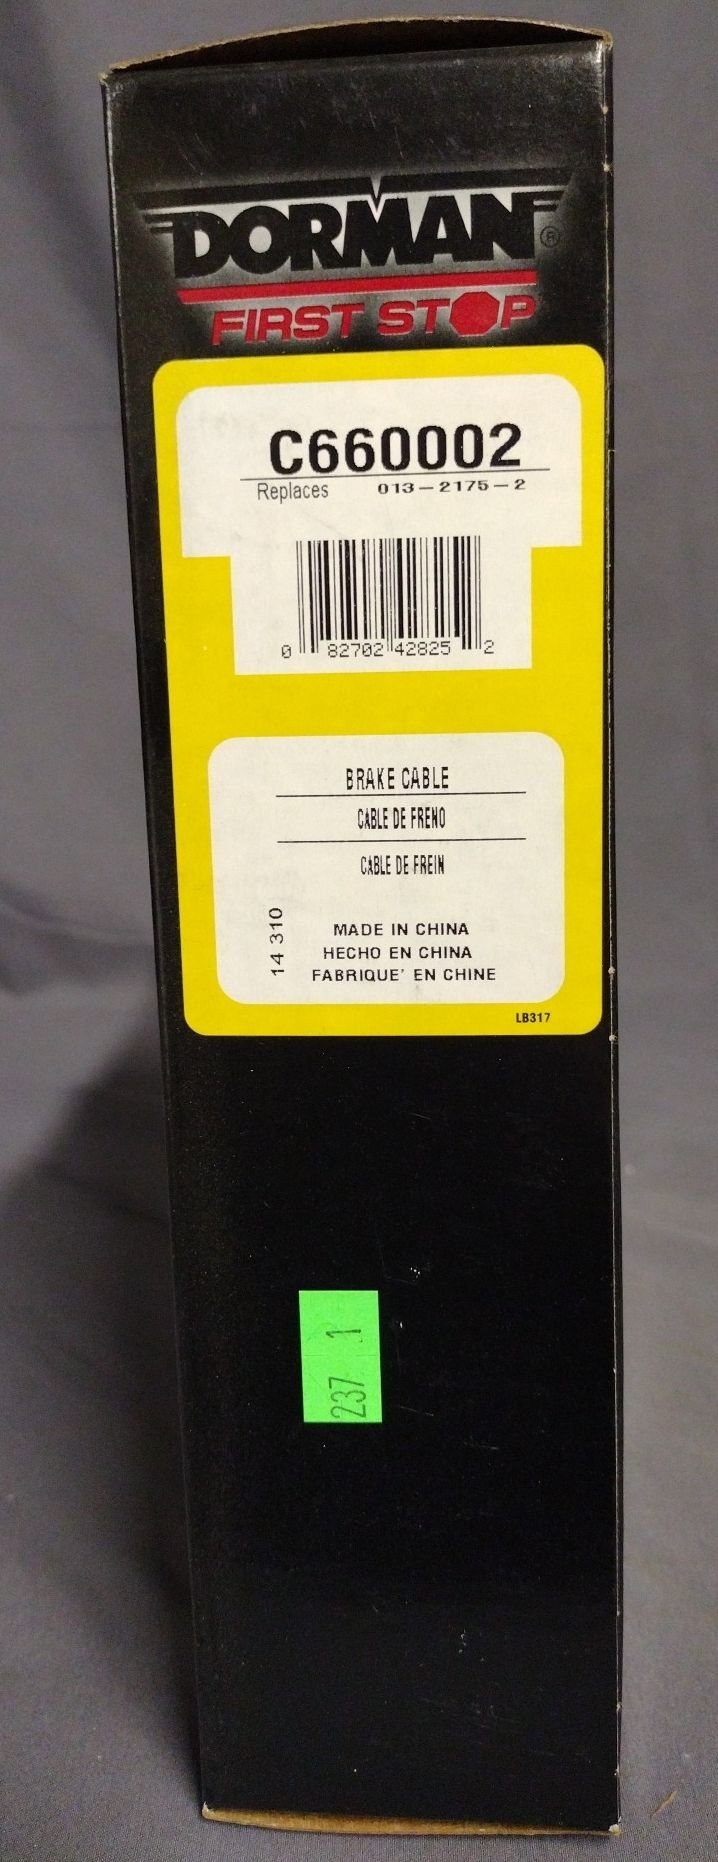 DORMAN®
FIRST STOP
C660002
Replaces 013-2175-2
0 82702 42825 2
BRAKE CABLE
CABLE DE FRENO
CABLE DE FREIN
14 310
MADE IN CHINA
HECHO EN CHINA
FABRIQUE' EN CHINE
LB317
237 1